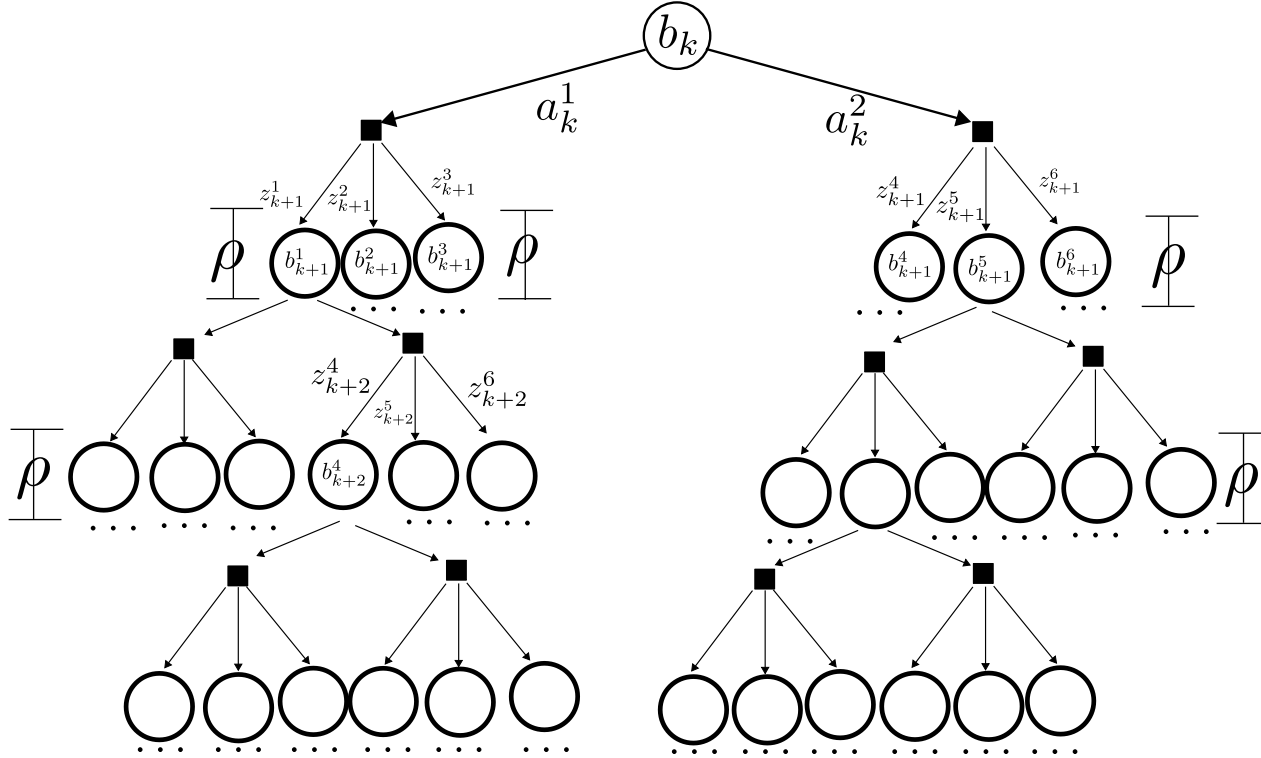 b_k
a_k^1 a_k^2
z_{k+1}^1 z_{k+1}^2 z_{k+1}^3 z_{k+1}^4 z_{k+1}^5 z_{k+1}^6
ρ b_{k+1}^1 b_{k+1}^2 b_{k+1}^3 ρ b_{k+1}^4 b_{k+1}^5 b_{k+1}^6 ρ
z_{k+2}^4 z_{k+2}^5 z_{k+2}^6
ρ b_{k+2}^4 ρ